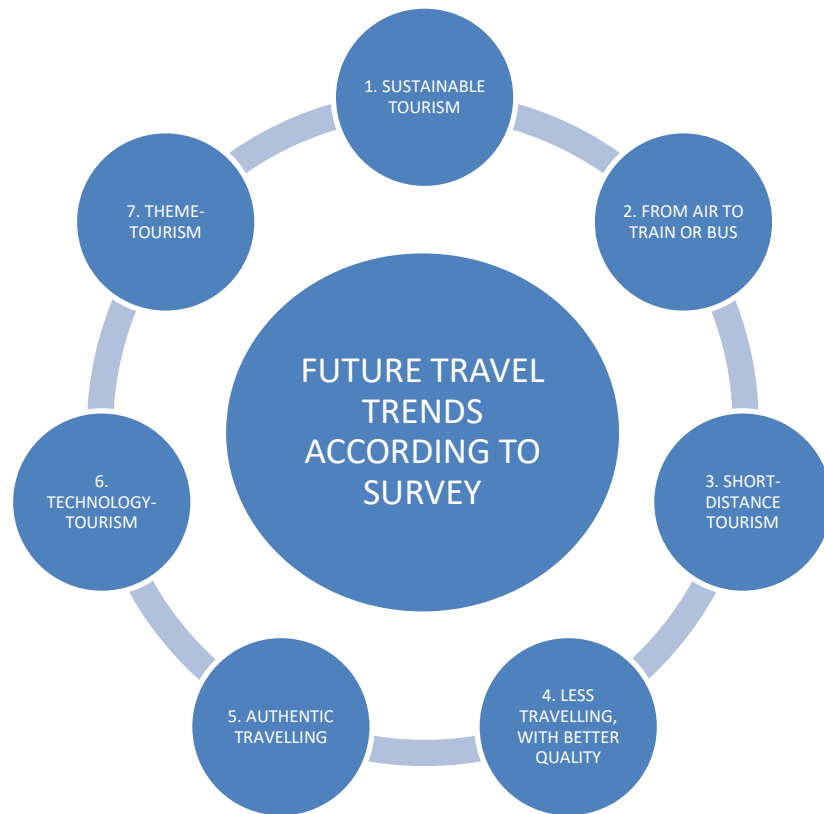 1. SUSTAINABLE
TOURISM
2. FROM AIR TO
TRAIN OR BUS
3. SHORT-
DISTANCE
TOURISM
4. LESS
TRAVELLING,
WITH BETTER
QUALITY
5. AUTHENTIC
TRAVELLING
6.
TECHNOLOGY-
TOURISM
7. THEME-
TOURISM
FUTURE TRAVEL
TRENDS
ACCORDING TO
SURVEY